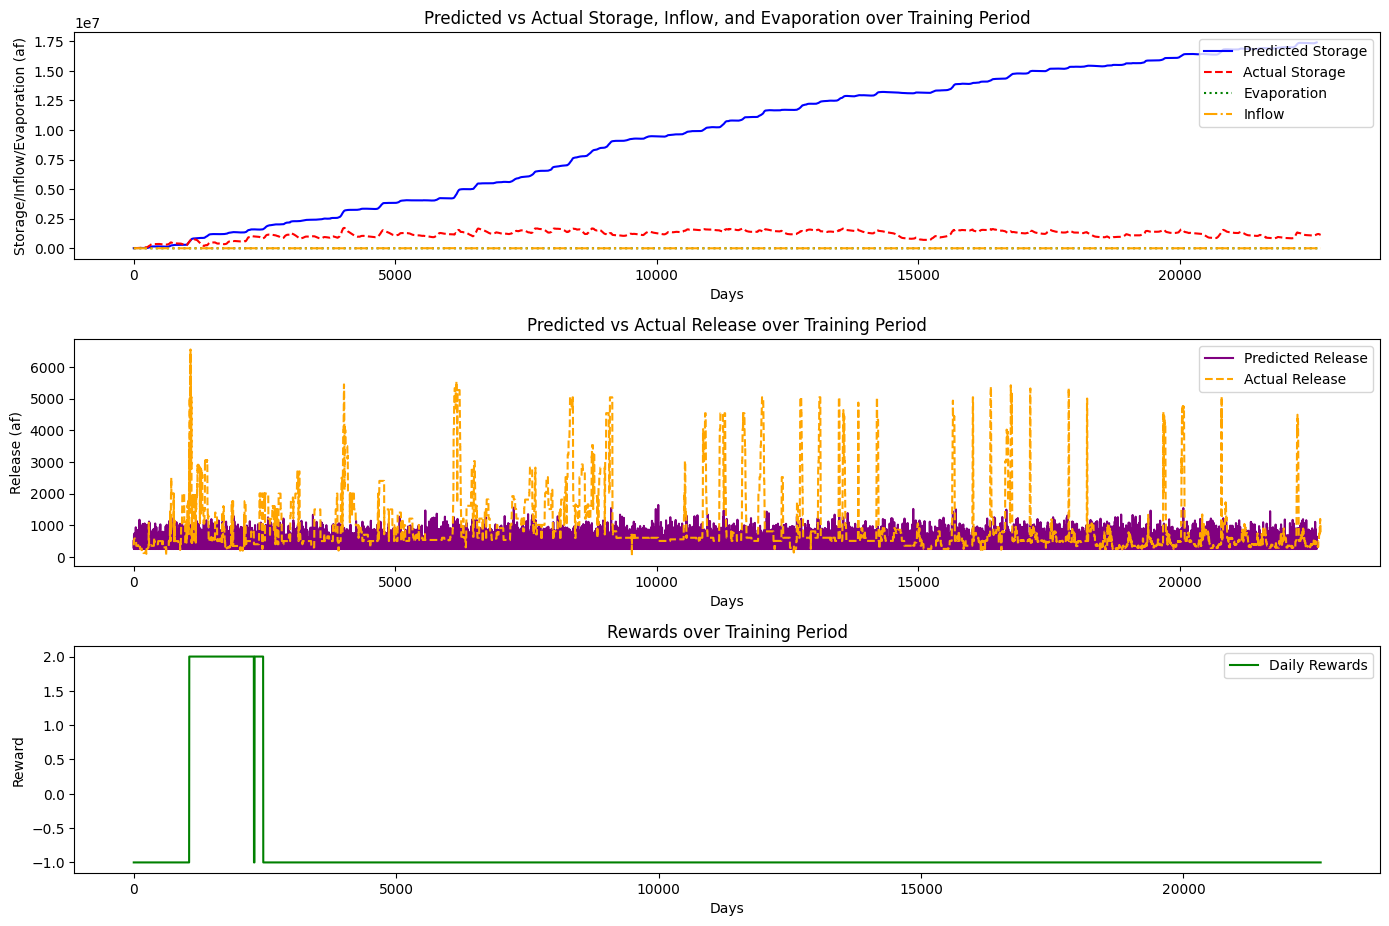 Predicted vs Actual Storage, Inflow, and Evaporation over Training Period
1e7
Storage/Inflow/Evaporation (af)
1.75
1.50
1.25
1.00
0.75
0.50
0.25
0.00
Predicted Storage
Actual Storage
Evaporation
Inflow
0 5000 10000 15000 20000
Days
Predicted vs Actual Release over Training Period
Release (af)
6000
5000
4000
3000
2000
1000
0
Predicted Release
Actual Release
0 5000 10000 15000 20000
Days
Rewards over Training Period
Reward
2.0
1.5
1.0
0.5
0.0
−0.5
−1.0
Daily Rewards
0 5000 10000 15000 20000
Days